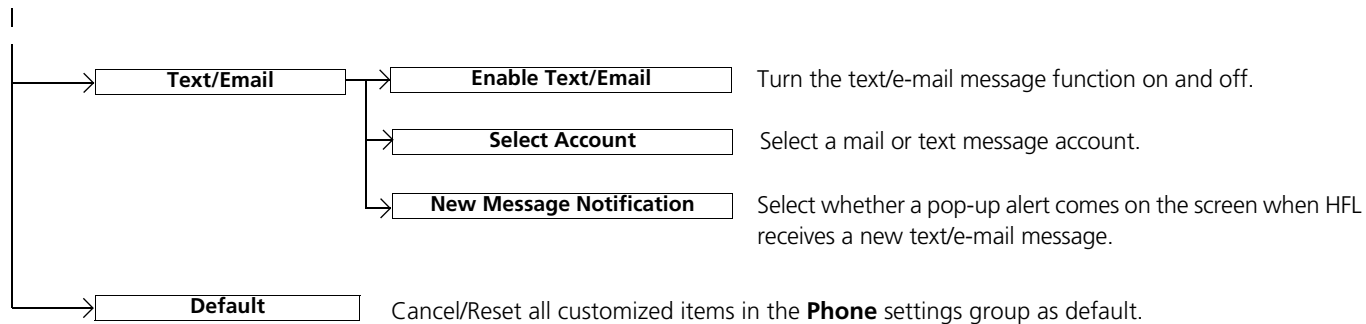 Text/Email
Enable Text/Email
Turn the text/e-mail message function on and off.
Select Account
Select a mail or text message account.
New Message Notification
Select whether a pop-up alert comes on the screen when HFL
receives a new text/e-mail message.
Default
Cancel/Reset all customized items in the Phone settings group as default.